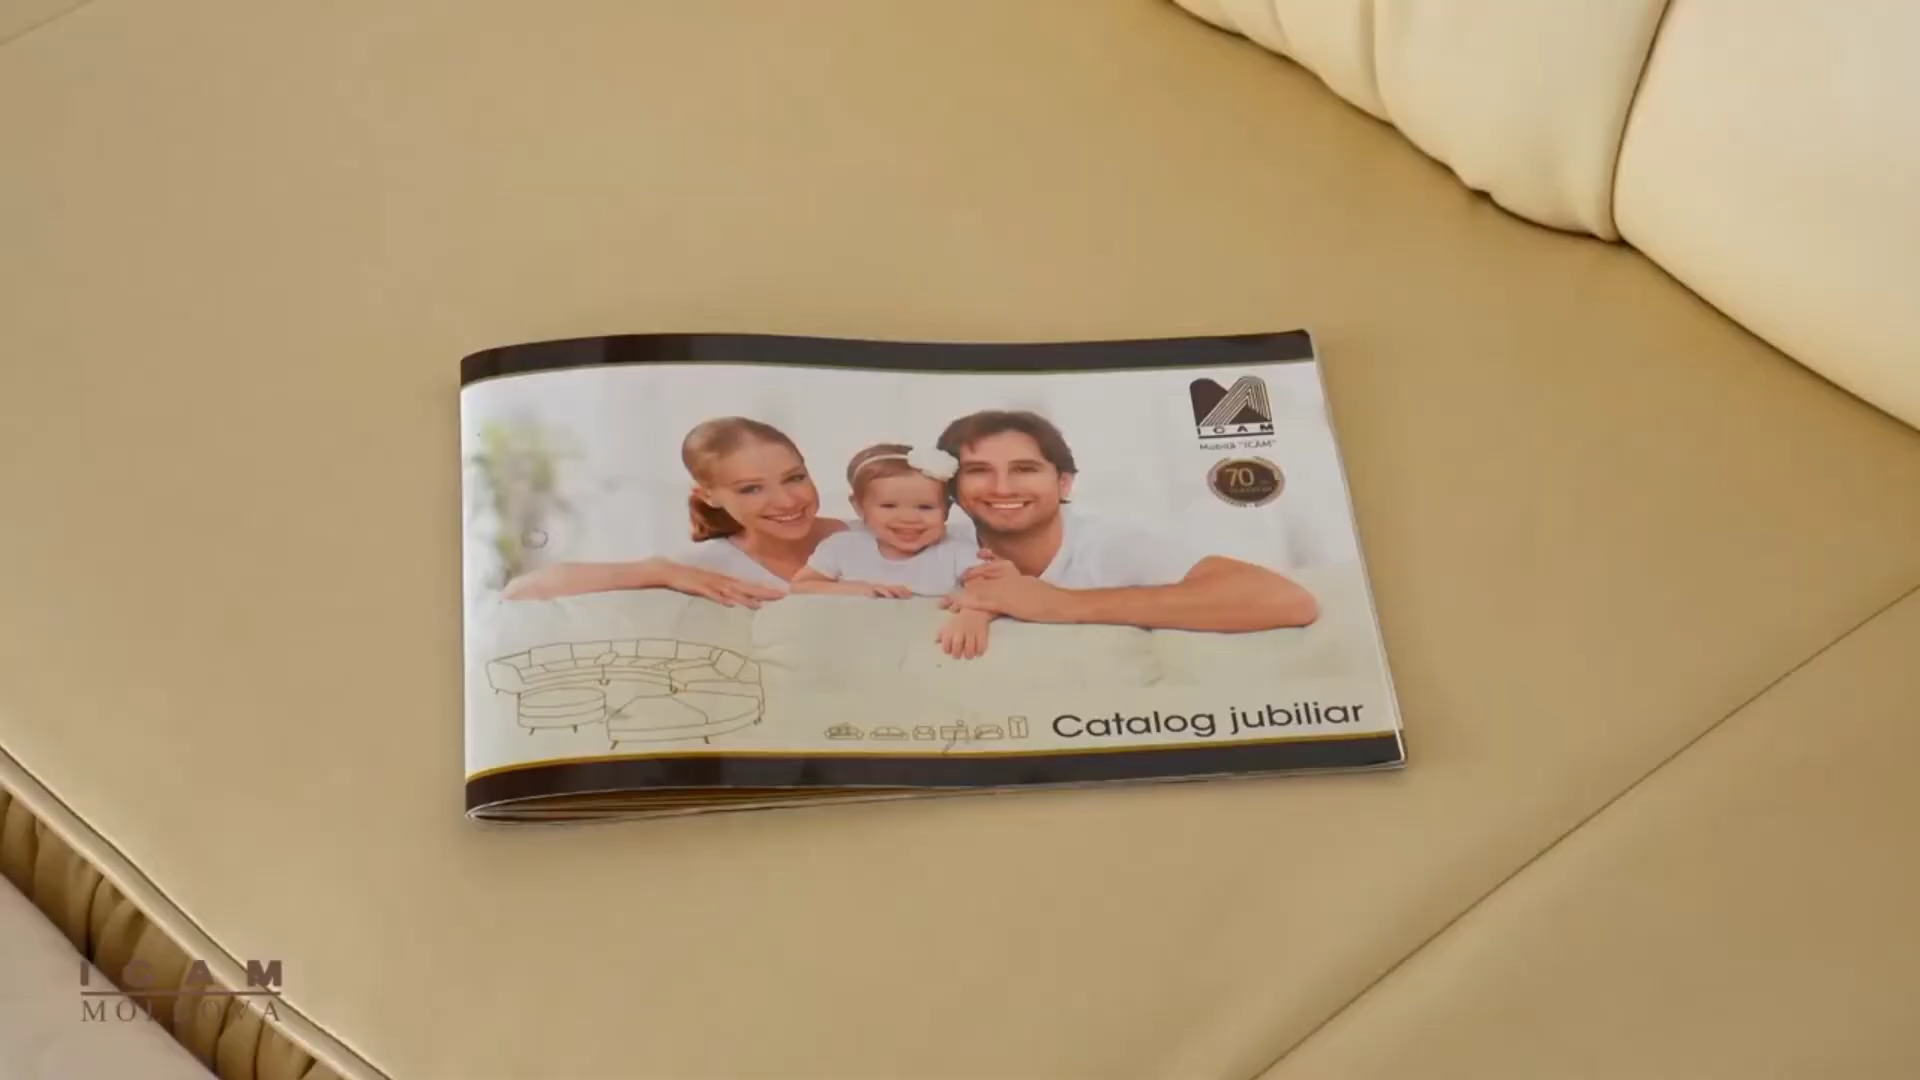 ICAM
Mobilă "ICAM"
70
Catalog jubiliar
ICAM
MOLDOVA